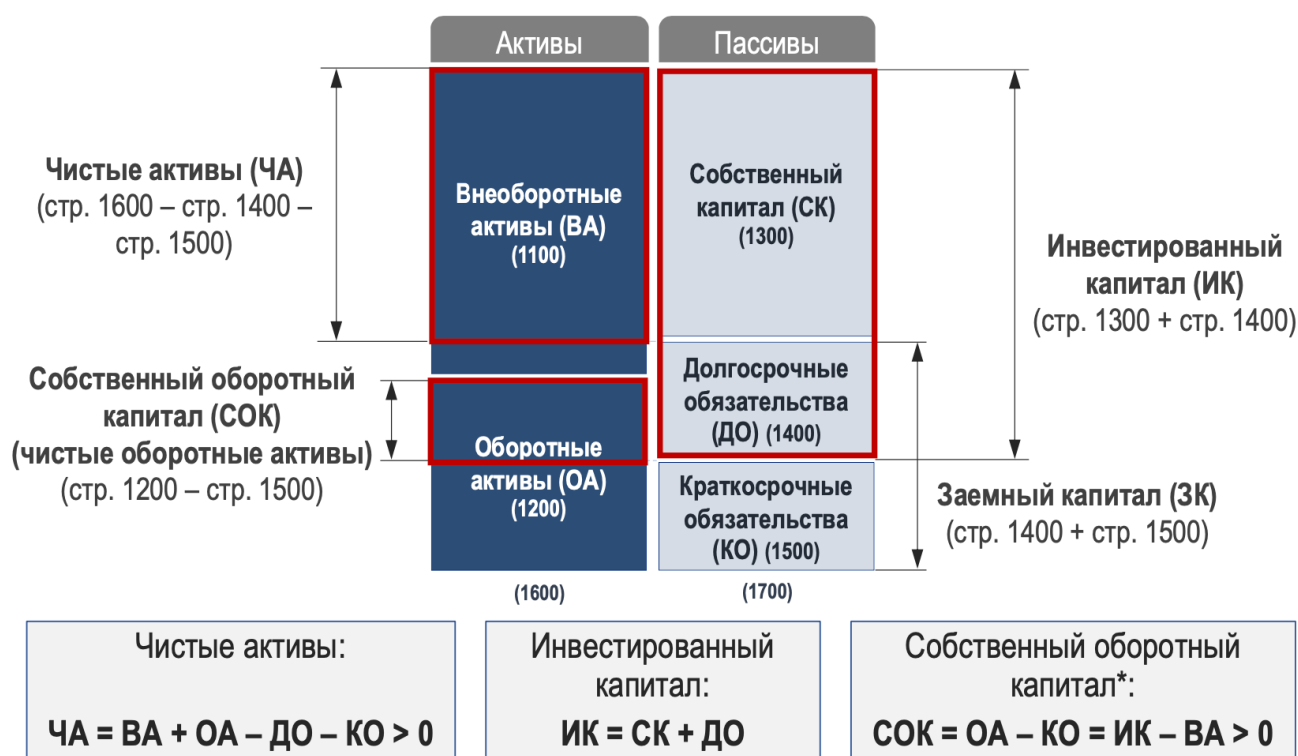 Активы
Пассивы
Чистые активы (ЧА)
(стр. 1600 – стр. 1400 –
стр. 1500)
Внеоборотные
активы (ВА)
(1100)
Собственный
капитал (СК)
(1300)
Инвестированный
капитал (ИК)
(стр. 1300 + стр. 1400)
Собственный оборотный
капитал (СОК)
(чистые оборотные активы)
(стр. 1200 – стр. 1500)
Оборотные
активы (ОА)
(1200)
Долгосрочные
обязательства
(ДО) (1400)
Краткосрочные
обязательства
(КО) (1500)
Заемный капитал (ЗК)
(стр. 1400 + стр. 1500)
(1600)
(1700)
Чистые активы:
ЧА = ВА + ОА – ДО – КО > 0
Инвестированный
капитал:
ИК = СК + ДО
Собственный оборотный
капитал*:
СОК = ОА – КО = ИК – ВА > 0